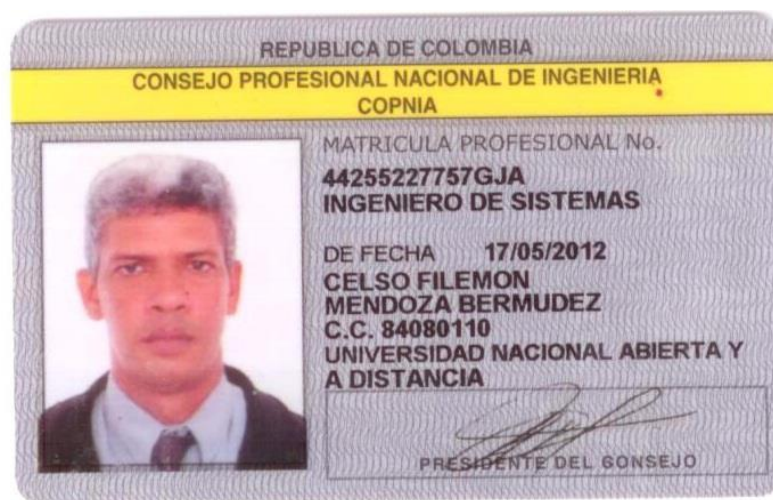 REPUBLICA DE COLOMBIA
CONSEJO PROFESIONAL NACIONAL DE INGENIERIA
COPNIA
MATRICULA PROFESIONAL No.
44255227757GJA
INGENIERO DE SISTEMAS
DE FECHA 17/05/2012
CELSO FILEMON
MENDOZA BERMUDEZ
C.C. 84080110
UNIVERSIDAD NACIONAL ABIERTA Y
A DISTANCIA
PRESIDENTE DEL CONSEJO